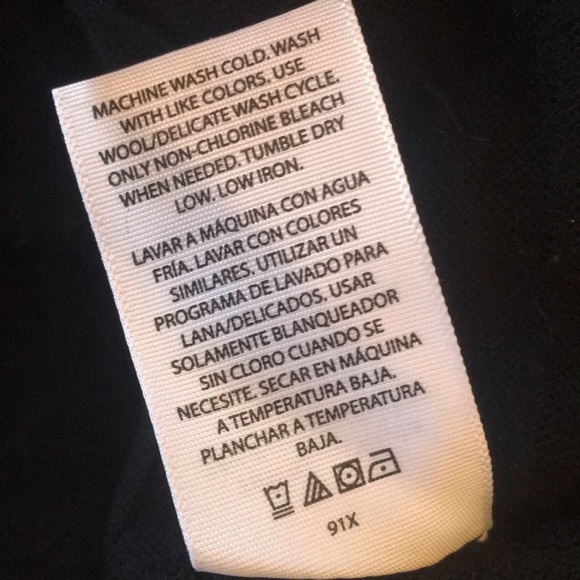 MACHINE WASH COLD. WASH
WITH LIKE COLORS. USE
WOOL/DELICATE WASH CYCLE.
ONLY NON-CHLORINE BLEACH
WHEN NEEDED. TUMBLE DRY
LOW. LOW IRON.
LAVAR A MÁQUINA CON AGUA
FRÍA. LAVAR CON COLORES
SIMILARES. UTILIZAR UN
PROGRAMA DE LAVADO PARA
LANA/DELICADOS. USAR
SOLAMENTE BLANQUEADOR
SIN CLORO CUANDO SE
NECESITE. SECAR EN MÁQUINA
A TEMPERATURA BAJA.
PLANCHAR A TEMPERATURA
BAJA.
91X